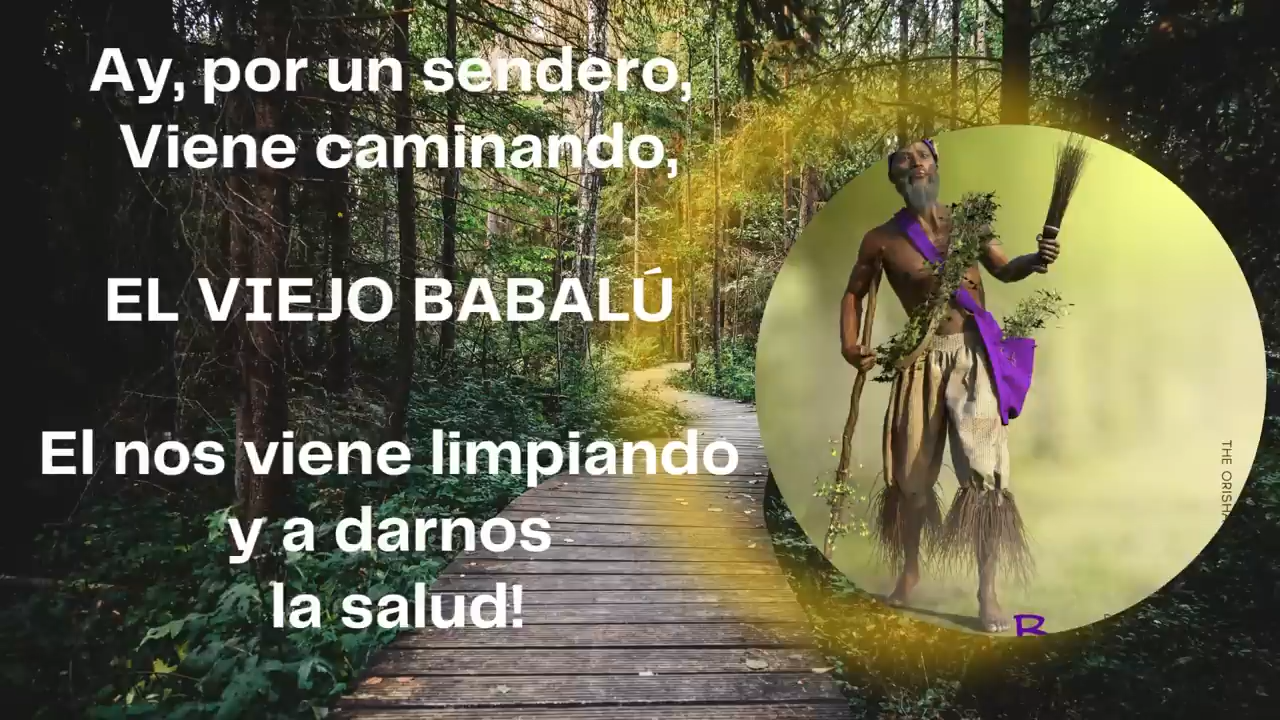 Ay, por un sendero,
Viene caminando,
EL VIEJO BABALÚ
El nos viene limpiando
y a darnos
la salud!
THE ORISHA
B